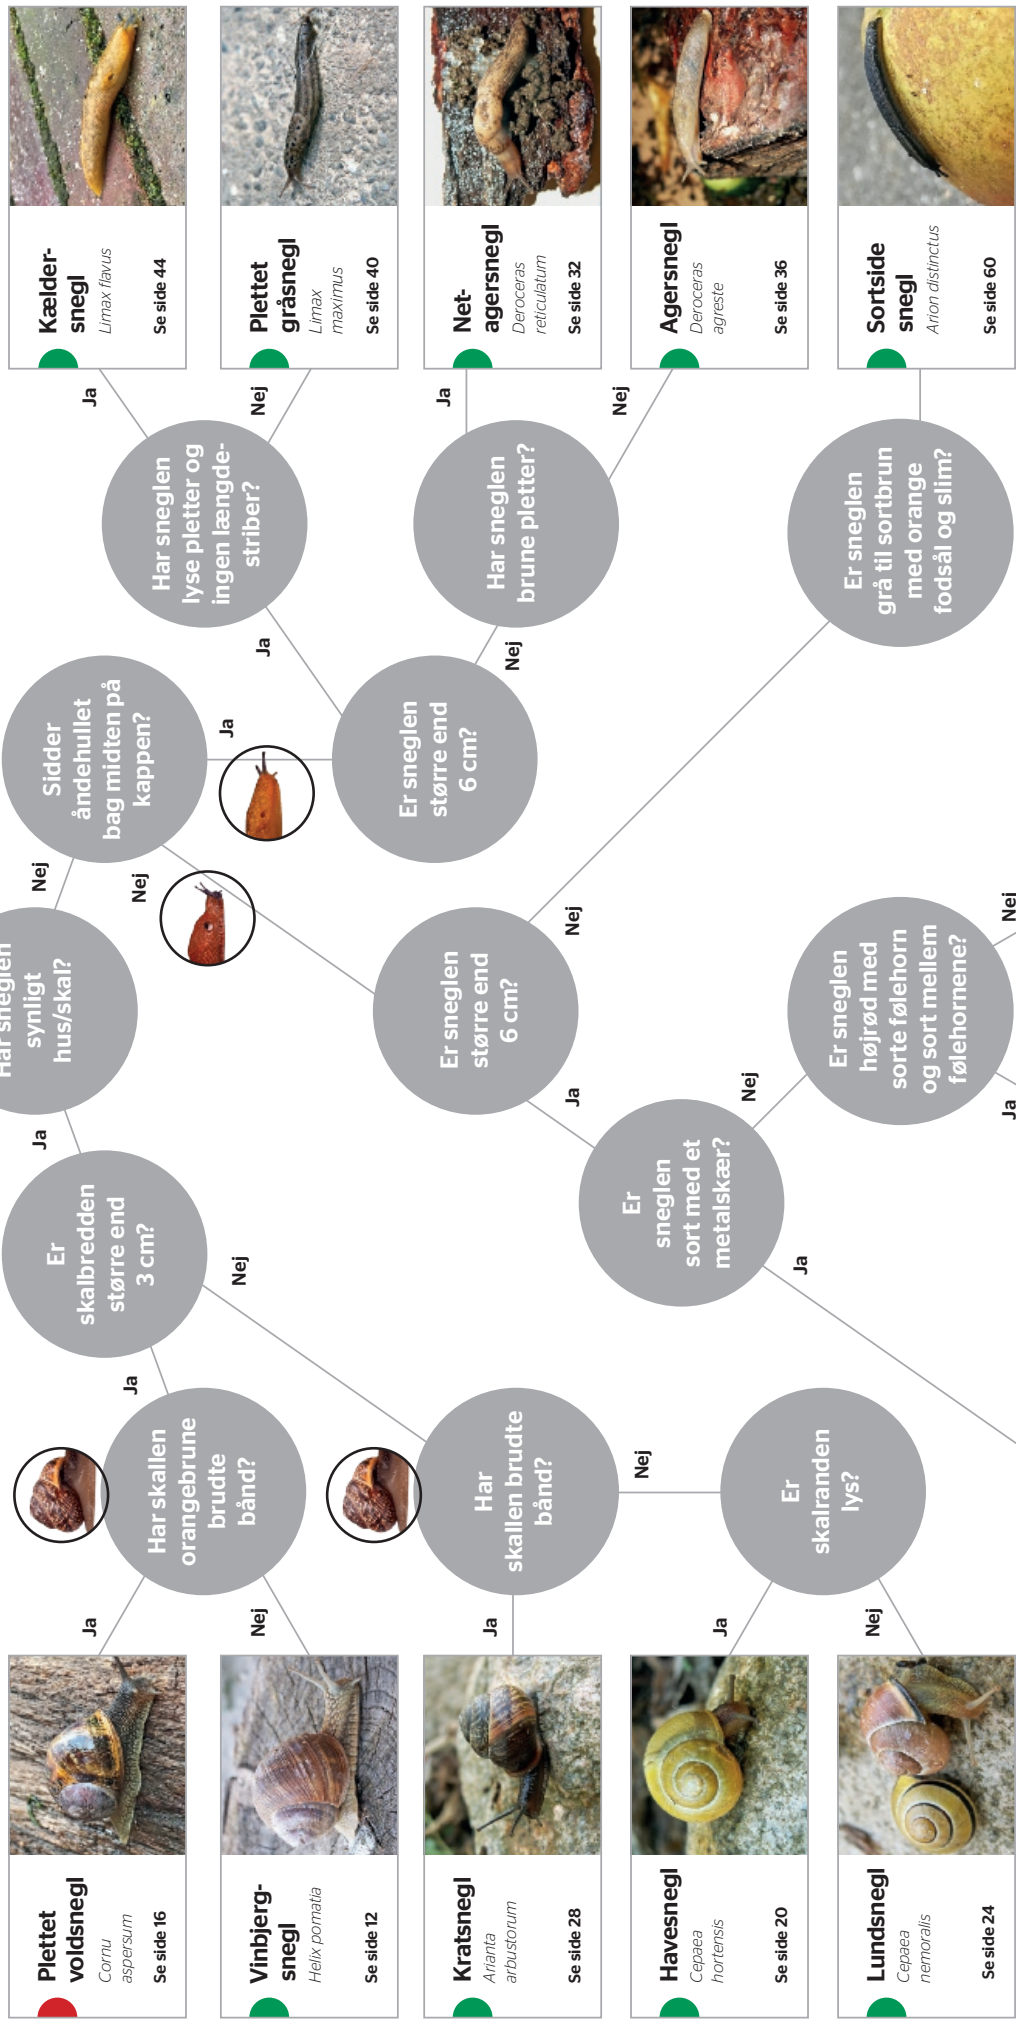 Har sneglen
synligt
hus/skal?
Ja
Nej
Er
skalbredden
større end
3 cm?
Ja
Nej
Har skallen
orangebrune
brudte
bånd?
Ja
Nej
Plettet
voldsnegl
Cornu
aspersum
Se side 16
Vinbjerg-
snegl
Helix pomatia
Se side 12
Har
skallen brudte
bånd?
Ja
Nej
Kratsnegl
Arianta
arbustorum
Se side 28
Er
skalranden
lys?
Ja
Nej
Havesnegl
Cepaea
hortensis
Se side 20
Lundsnegl
Cepaea
nemoralis
Se side 24
Sidder
åndehullet
bag midten på
kappen?
Ja
Nej
Er sneglen
større end
6 cm?
Ja
Nej
Har sneglen
lyse pletter og
ingen længde-
striber?
Ja
Nej
Kælder-
snegl
Limax flavus
Se side 44
Plettet
gråsnegl
Limax
maximus
Se side 40
Har sneglen
brune pletter?
Ja
Nej
Net-
agersnegl
Deroceras
reticulatum
Se side 32
Agersnegl
Deroceras
agreste
Se side 36
Er sneglen
større end
6 cm?
Ja
Nej
Er sneglen
grå til sortbrun
med orange
fodsål og slim?
Sortside
snegl
Arion distinctus
Se side 60
Er
sneglen
sort med et
metalskær?
Ja
Nej
Er sneglen
højrød med
sorte følehorn
og sort mellem
følehornene?
Ja
Nej